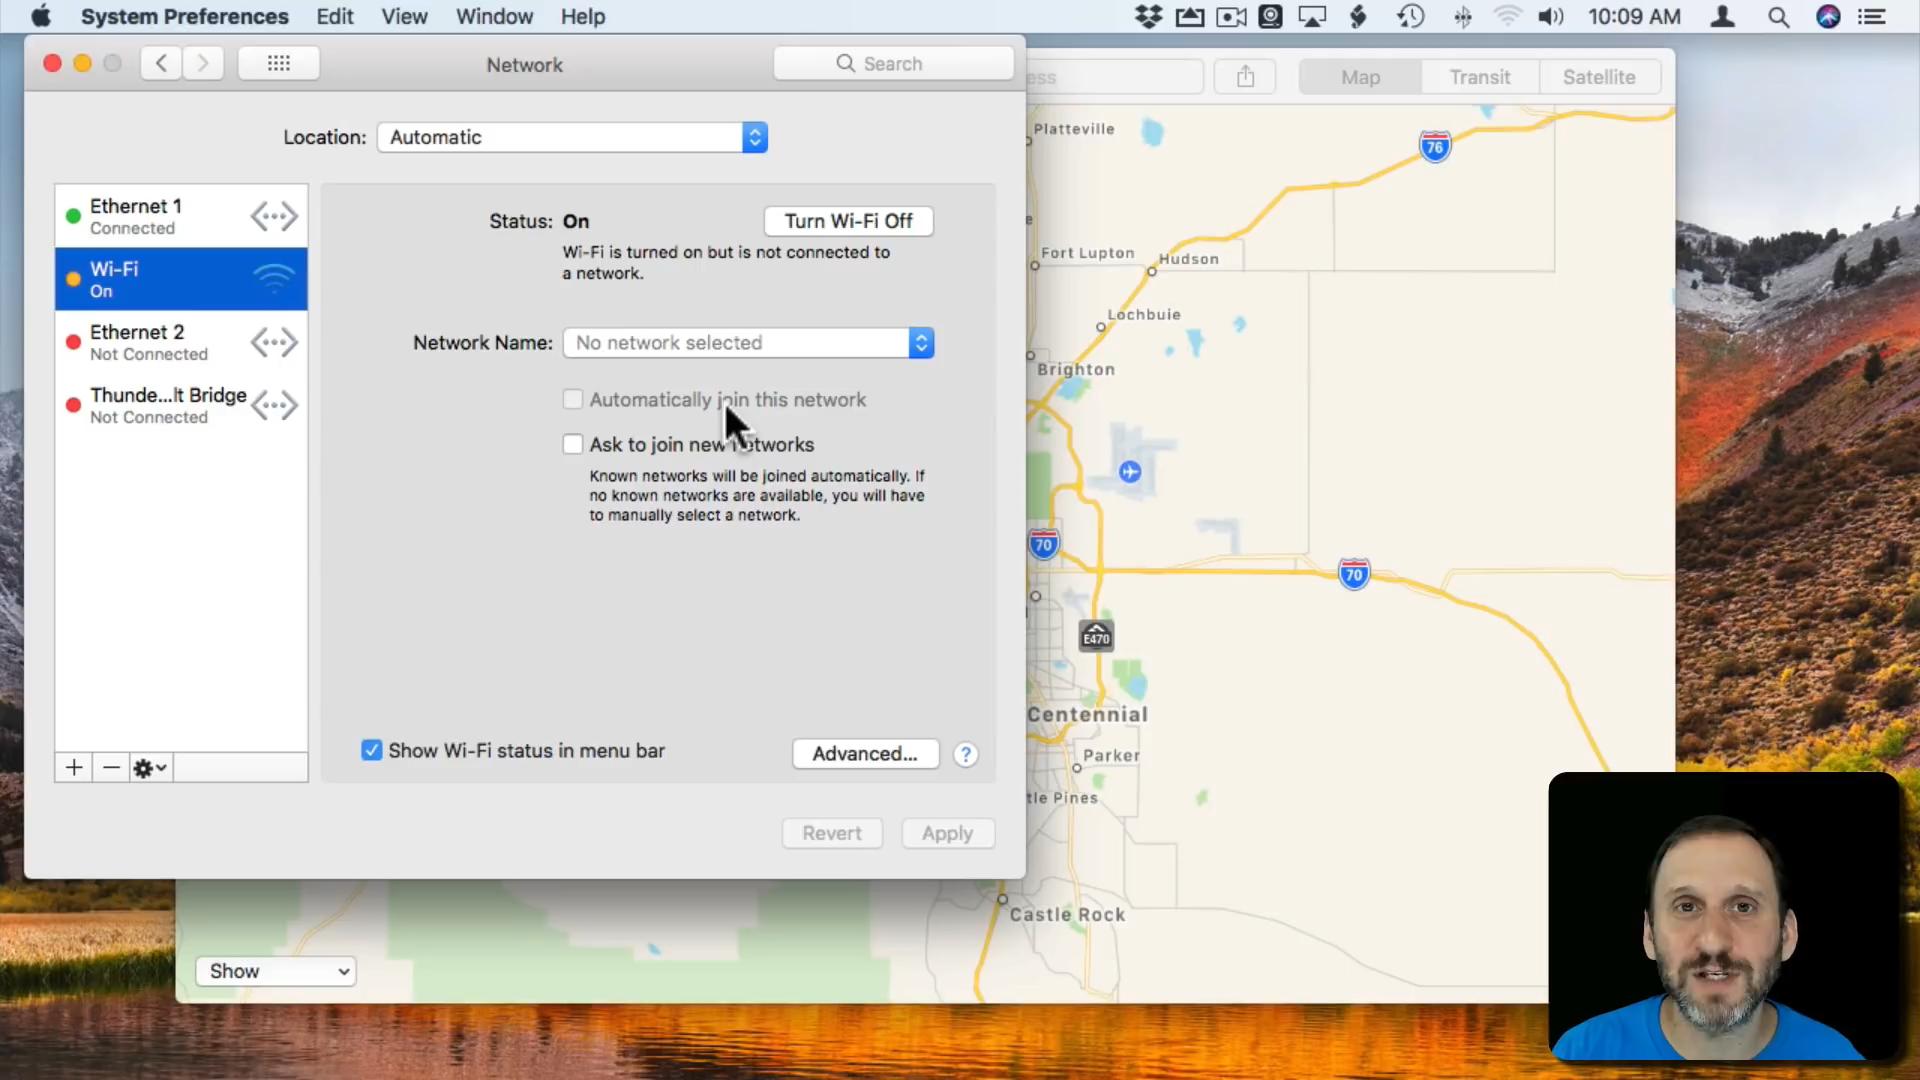 System Preferences Edit View Window Help
10:09 AM
Network
Search
Location: Automatic
Ethernet 1
Connected
Wi-Fi
On
Ethernet 2
Not Connected
Thunde...lt Bridge
Not Connected
Status: On
Turn Wi-Fi Off
Wi-Fi is turned on but is not connected to
a network.
Network Name: No network selected
Automatically join this network
Ask to join new networks
Known networks will be joined automatically. If
no known networks are available, you will have
to manually select a network.
Show Wi-Fi status in menu bar
Advanced...
?
Revert
Apply
ess
Map
Transit
Satellite
Platteville
76
Fort Lupton
Hudson
Lochbuie
Brighton
70
70
E470
Centennial
Parker
tle Pines
Castle Rock
Show